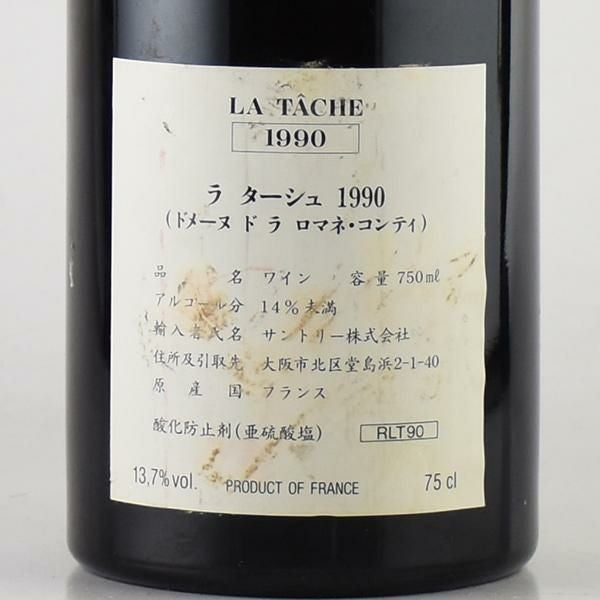 LA TÂCHE
1990
ラ ターシュ 1990
(ドメーヌ ド ラ ロマネ・コンティ)
品名 ワイン 容量 750mℓ
アルコール分 14%未満
輸入者氏名 サントリー株式会社
住所及引取先 大阪市北区堂島浜2-1-40
原産国 フランス
酸化防止剤(亜硫酸塩) RLT90
13,7%vol. PRODUCT OF FRANCE 75 cl